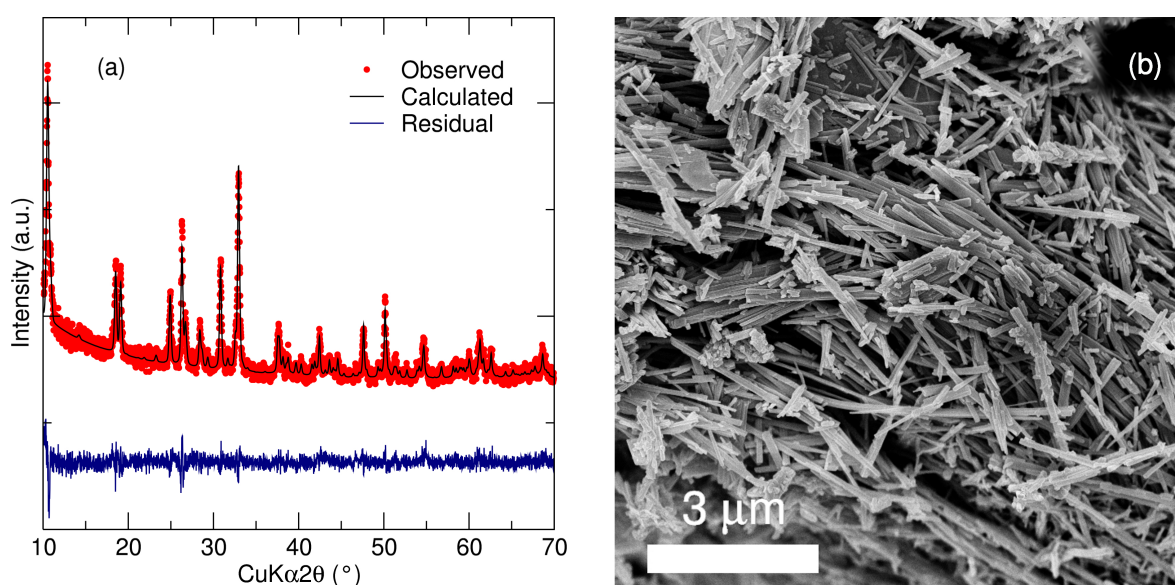 (a)
Observed
Calculated
Residual
Intensity (a.u.)
10 20 30 40 50 60 70
CuKα2θ (°)
(b)
3 μm